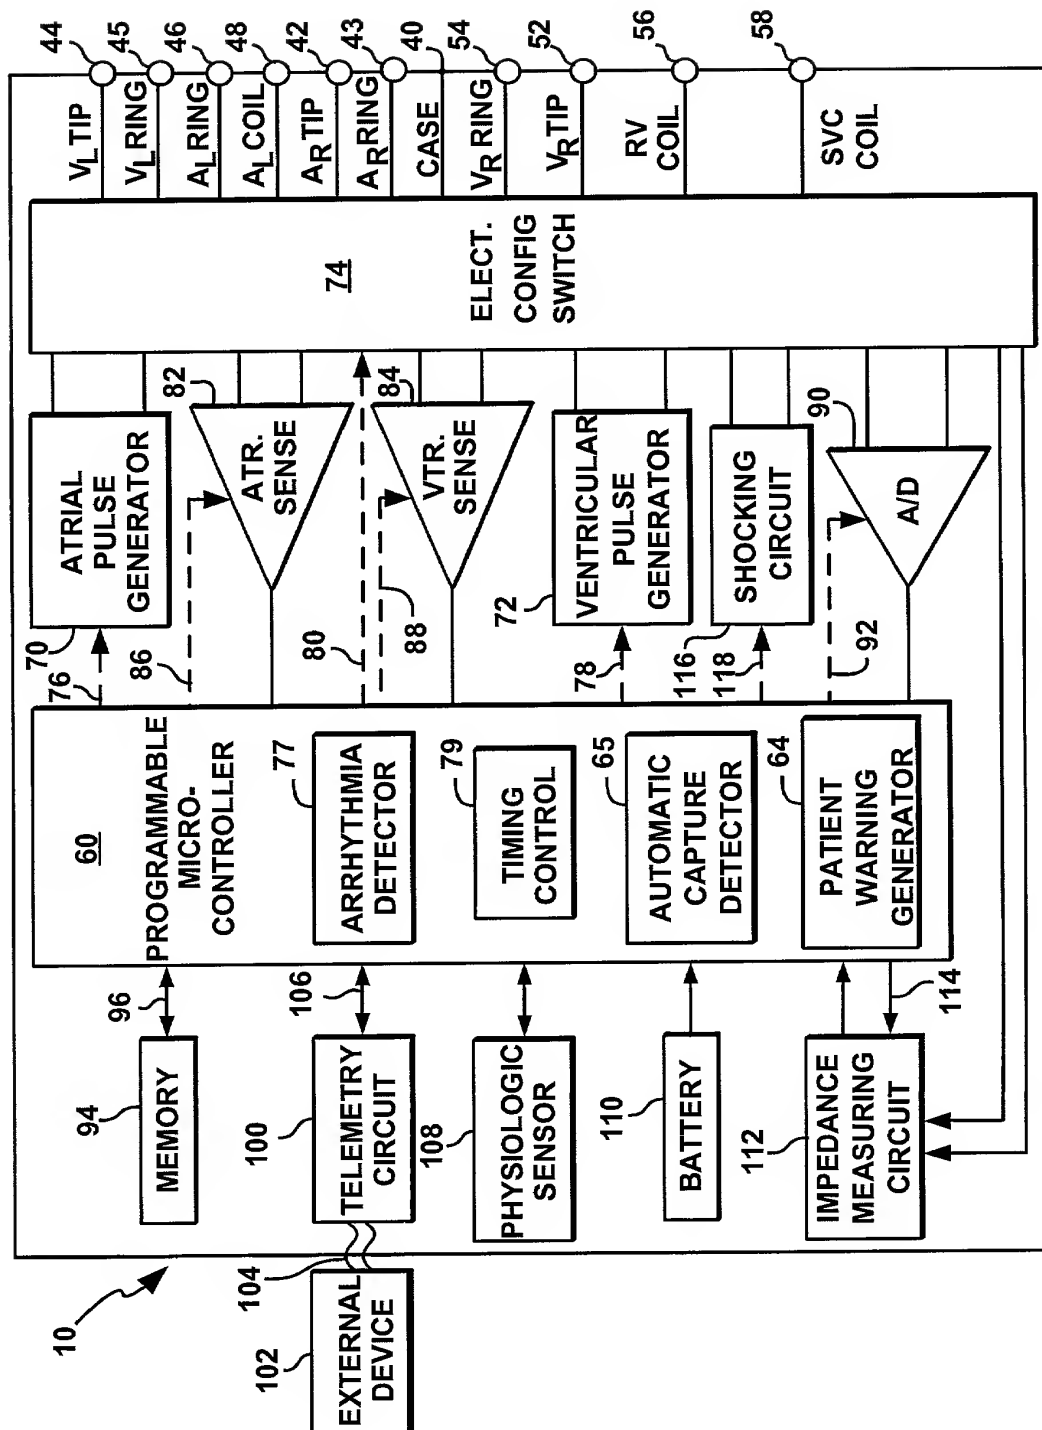 10
102
EXTERNAL
DEVICE
104
94
MEMORY
96
100
TELEMETRY
CIRCUIT
106
108
PHYSIOLOGIC
SENSOR
110
BATTERY
112
IMPEDANCE
MEASURING
CIRCUIT
114
60
PROGRAMMABLE
MICRO-
CONTROLLER
77
ARRHYTHMIA
DETECTOR
79
TIMING
CONTROL
65
AUTOMATIC
CAPTURE
DETECTOR
64
PATIENT
WARNING
GENERATOR
70
76
ATRIAL
PULSE
GENERATOR
86
82
ATR.
SENSE
80
88
84
VTR.
SENSE
72
78
VENTRICULAR
PULSE
GENERATOR
116
118
SHOCKING
CIRCUIT
92
90
A/D
74
ELECT.
CONFIG
SWITCH
VL TIP
44
VL RING
45
AL RING
46
AL COIL
48
AR TIP
42
AR RING
43
CASE
40
VR RING
54
VR TIP
52
RV
COIL
56
SVC
COIL
58